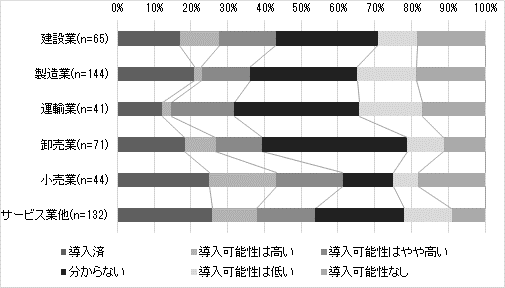 0% 10% 20% 30% 40% 50% 60% 70% 80% 90% 100%
建設業(n=65)
製造業(n=144)
運輸業(n=41)
卸売業(n=71)
小売業(n=44)
サービス業他(n=132)
導入済 導入可能性は高い 導入可能性はやや高い
分からない 導入可能性は低い 導入可能性なし